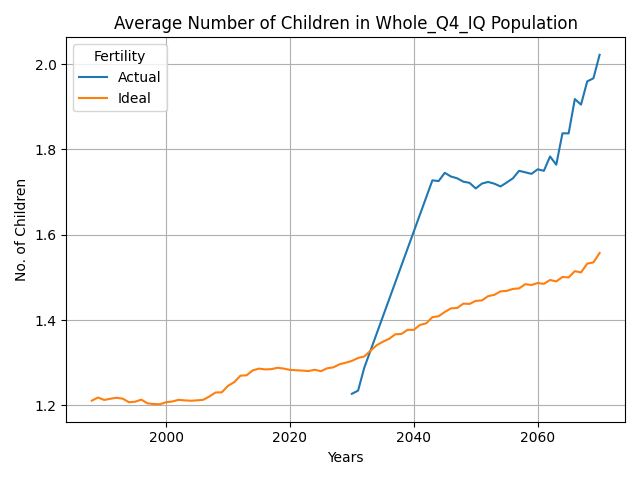 Average Number of Children in Whole_Q4_IQ Population
Fertility
Actual
Ideal
2.0
1.8
1.6
1.4
1.2
No. of Children
2000
2020
2040
2060
Years